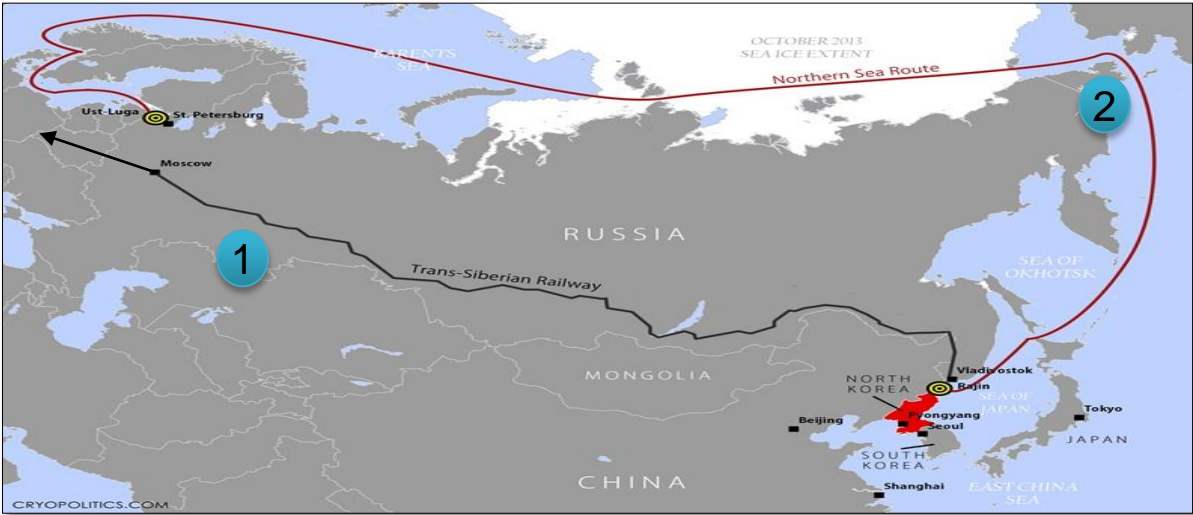 BARENTS
SEA
OCTOBER 2013
SEA ICE EXTENT
Northern Sea Route
2
Ust-Luga
St. Petersburg
Moscow
RUSSIA
1
Trans-Siberian Railway
SEA OF
OKHOTSK
MONGOLIA
Vladivostok
NORTH
KOREA
Rajin
SEA OF
JAPAN
Pyongyang
Seoul
Beijing
Tokyo
JAPAN
SOUTH
KOREA
CHINA
Shanghai
EAST CHINA
SEA
CRYOPOLITICS.COM